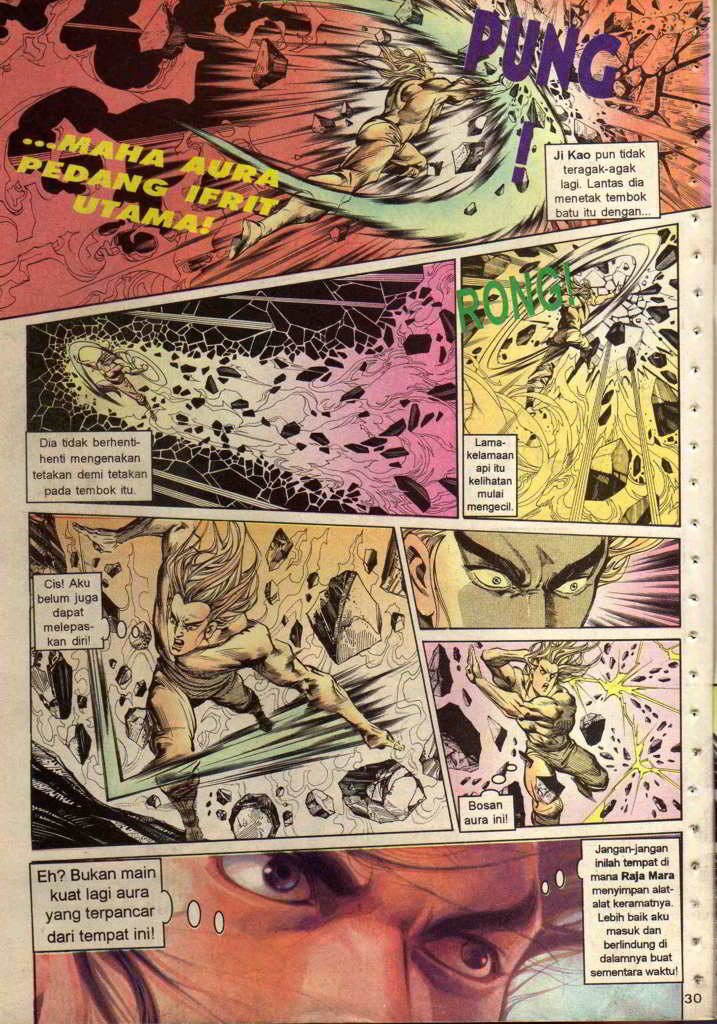 PUNG
!
...MAHA AURA
PEDANG IFRIT
UTAMA!
Ji Kao pun tidak
teragak-agak
lagi. Lantas dia
menetak tembok
batu itu dengan...
Dia tidak berhenti-
henti mengenakan
tetakan demi tetakan
pada tembok itu.
RONG!
Lama-
kelamaan
api itu
kelihatan
mulai
mengecil.
Cis! Aku
belum juga
dapat
melepas-
kan diri!
Bosan
aura ini!
Eh? Bukan main
kuat lagi aura
yang terpancar
dari tempat ini!
Jangan-jangan
inilah tempat di
mana Raja Mara
menyimpan alat-
alat keramatnya.
Lebih baik aku
masuk dan
berlindung di
dalamnya buat
sementara waktu!
30